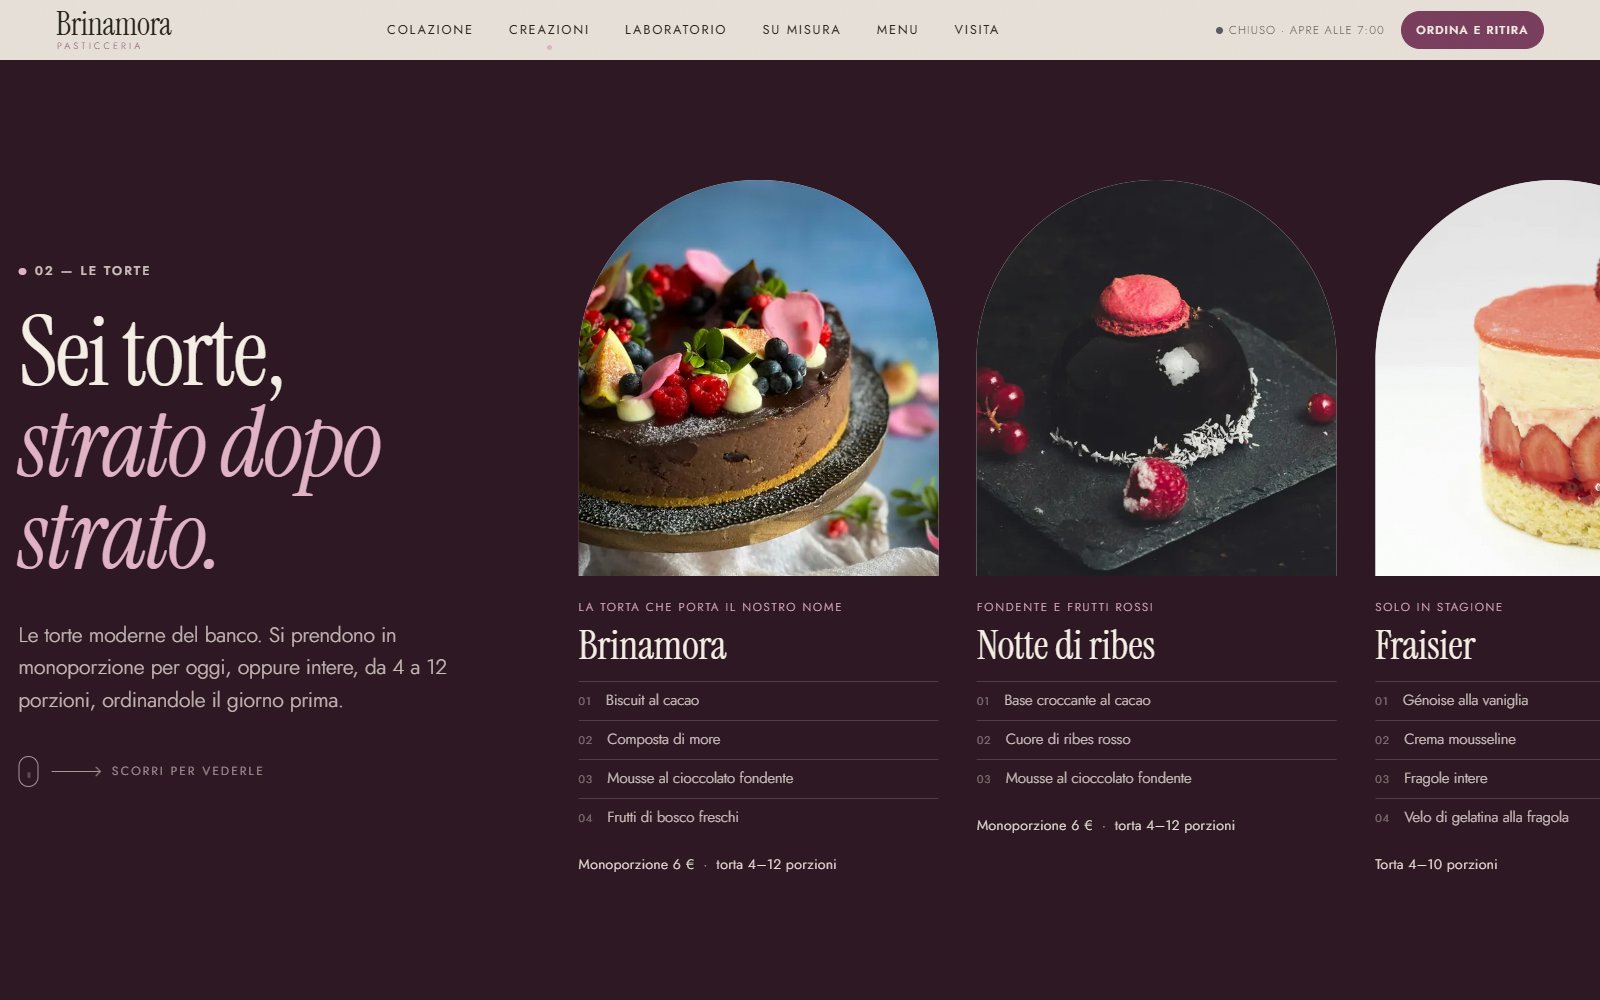 Brinamora
PASTICCERIA
COLAZIONE
CREAZIONI
LABORATORIO
SU MISURA
MENU
VISITA
CHIUSO · APRE ALLE 7:00
ORDINA E RITIRA
02 — LE TORTE
Sei torte,
strato dopo
strato.
Le torte moderne del banco. Si prendono in
monoporzione per oggi, oppure intere, da 4 a 12
porzioni, ordinandole il giorno prima.
SCORRI PER VEDERLE
LA TORTA CHE PORTA IL NOSTRO NOME
Brinamora
01 Biscuit al cacao
02 Composta di more
03 Mousse al cioccolato fondente
04 Frutti di bosco freschi
Monoporzione 6 € · torta 4–12 porzioni
FONDENTE E FRUTTI ROSSI
Notte di ribes
01 Base croccante al cacao
02 Cuore di ribes rosso
03 Mousse al cioccolato fondente
Monoporzione 6 € · torta 4–12 porzioni
SOLO IN STAGIONE
Fraisier
01 Génoise alla vaniglia
02 Crema mousseline
03 Fragole intere
04 Velo di gelatina alla fragola
Torta 4–10 porzioni